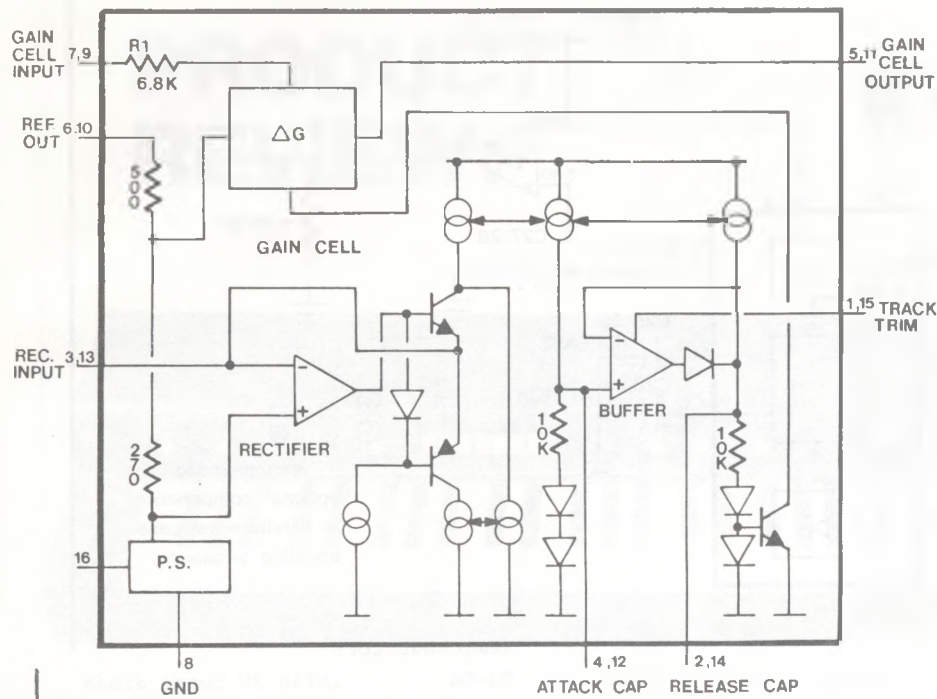 GAIN
CELL 7,9
INPUT
R1
6.8K
5,11 GAIN
CELL
OUTPUT
REF 6,10
OUT
ΔG
500
GAIN CELL
1,15 TRACK
TRIM
REC. 3,13
INPUT
−
+
RECTIFIER
−
+
BUFFER
10K
10K
270
16
P.S.
8
GND
4,12
ATTACK CAP
2,14
RELEASE CAP